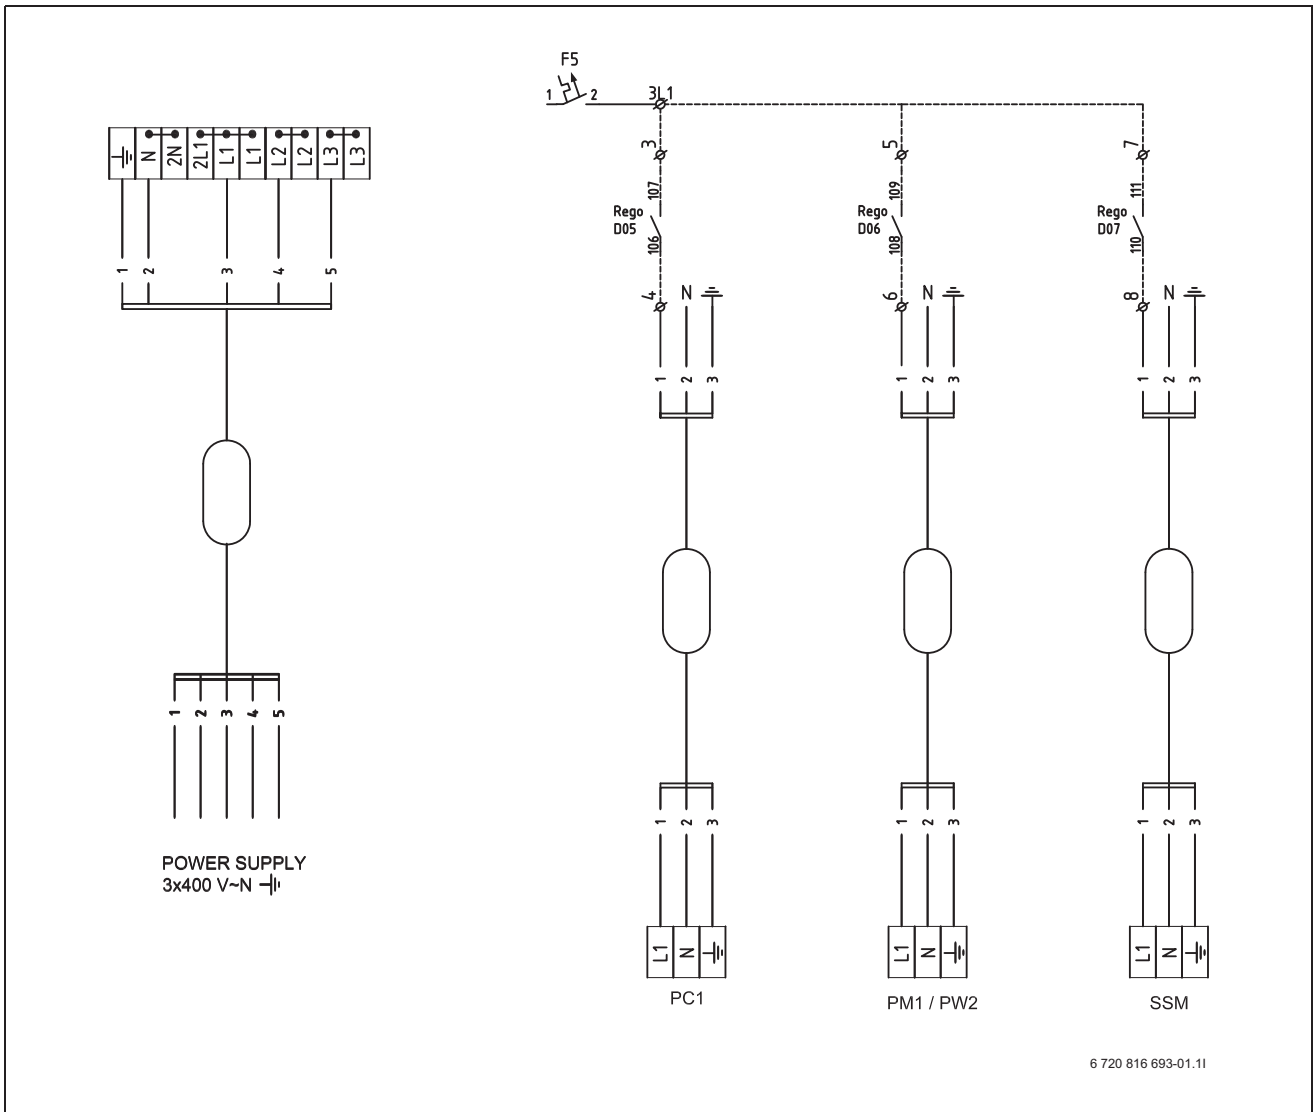 F5
1 2 3L1
N 2N 2L1 L1 L1 L2 L2 L3 L3
3 5 7
107 109 111
Rego D05 Rego D06 Rego D07
106 108 110
1 2 3 4 5
4 N 6 N 8 N
1 2 3 1 2 3 1 2 3
1 2 3 4 5
1 2 3 1 2 3 1 2 3
POWER SUPPLY
3x400 V~N
L1 N L1 N L1 N
PC1 PM1 / PW2 SSM
6 720 816 693-01.1I